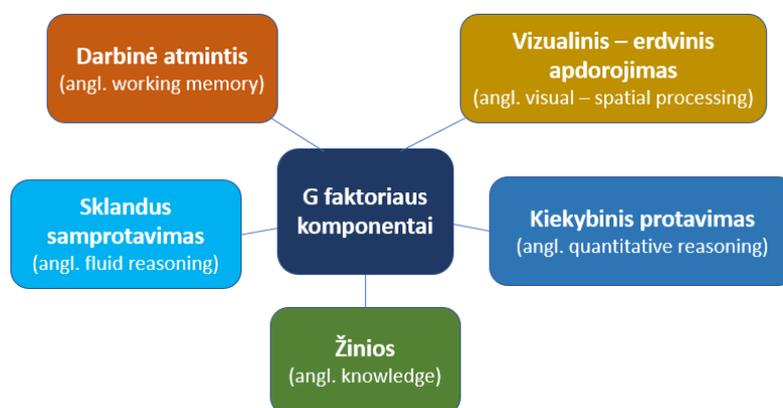 Darbinė atmintis
(angl. working memory)
Vizualinis – erdvinis
apdorojimas
(angl. visual – spatial processing)
G faktoriaus
komponentai
Sklandus
samprotavimas
(angl. fluid reasoning)
Kiekybinis protavimas
(angl. quantitative reasoning)
Žinios
(angl. knowledge)